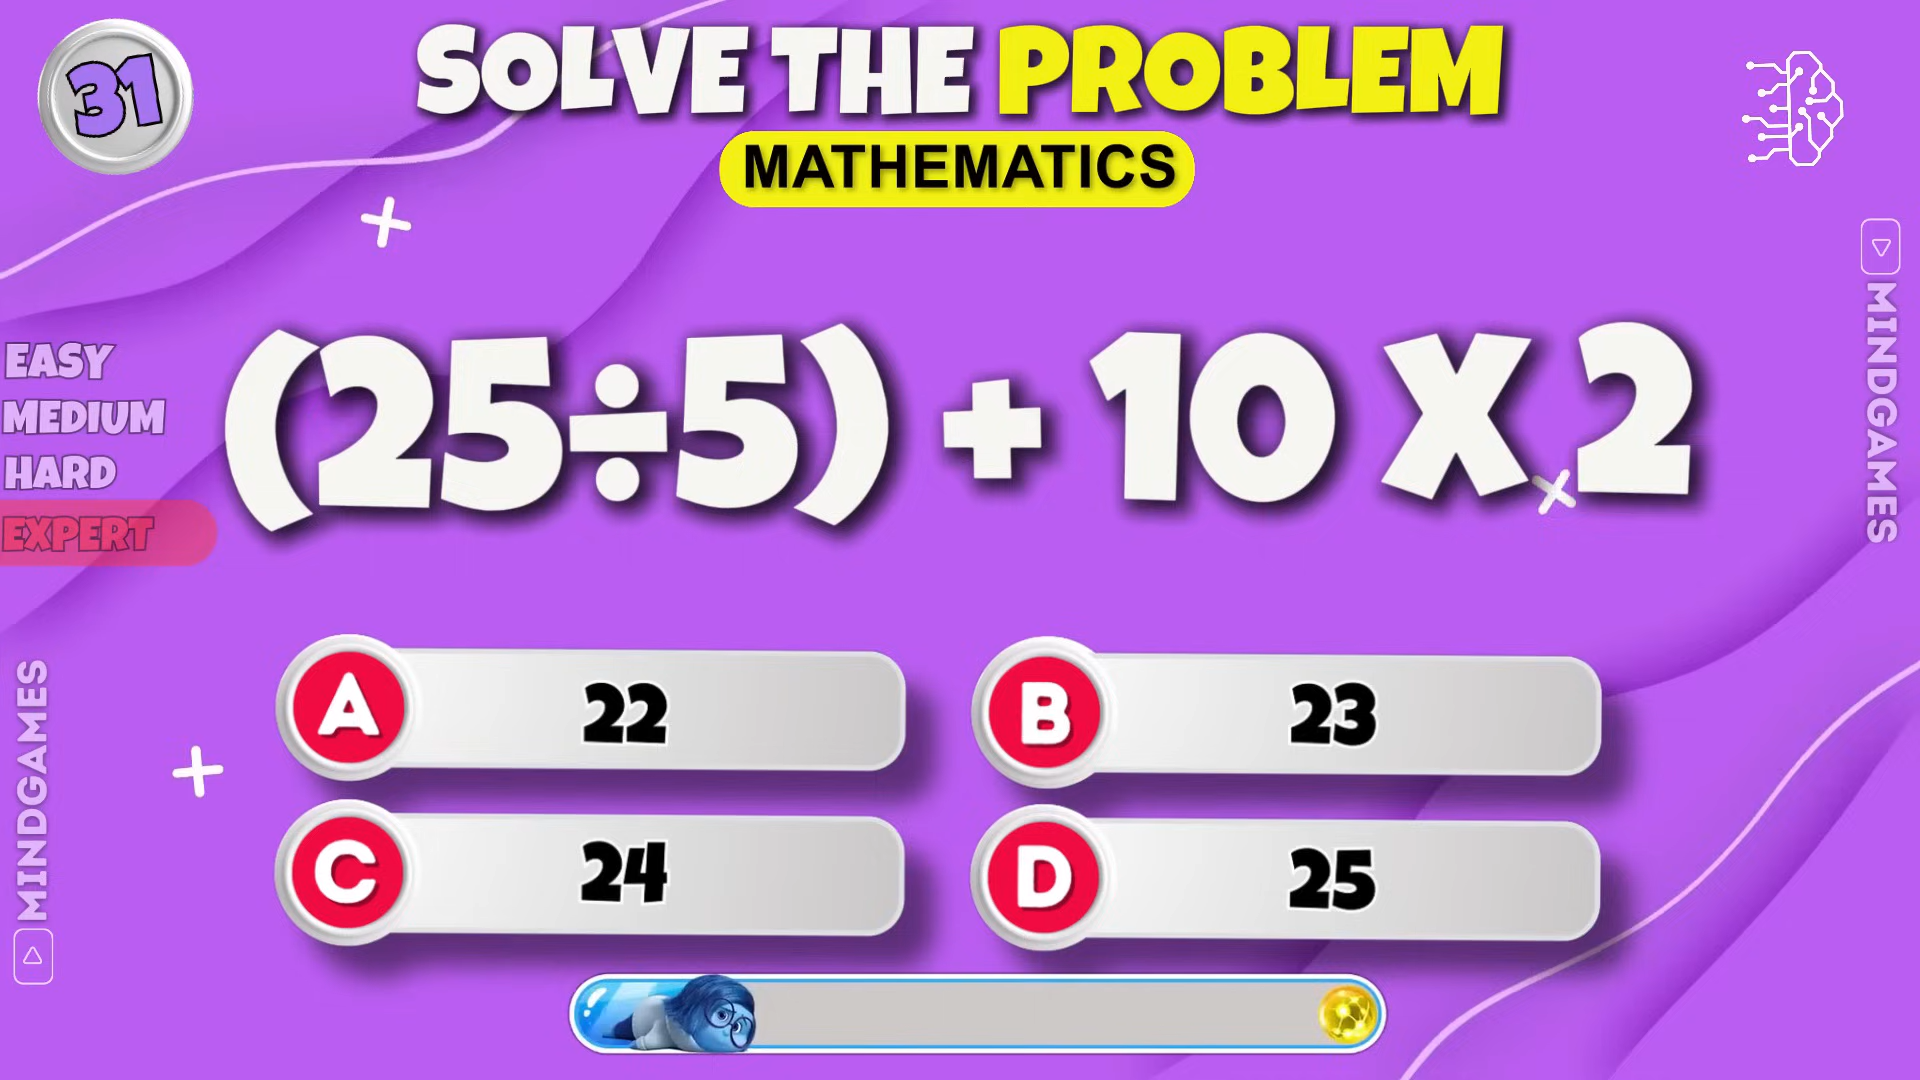 31
SOLVE THE PROBLEM
MATHEMATICS
EASY
MEDIUM
HARD
EXPERT
(25÷5) + 10 X 2
A 22
B 23
C 24
D 25
MINDGAMES
MINDGAMES